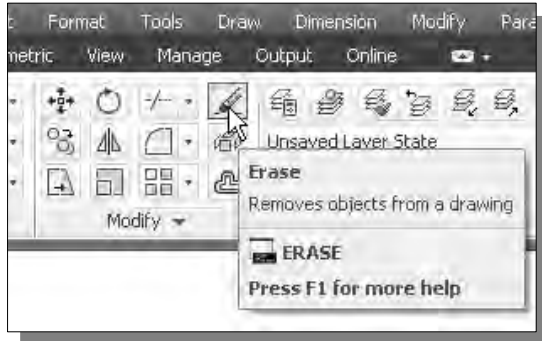 Format Tools Draw Dimension Modify Para
metric View Manage Output Online
Unsaved Layer State
Erase
Removes objects from a drawing
ERASE
Press F1 for more help
Modify